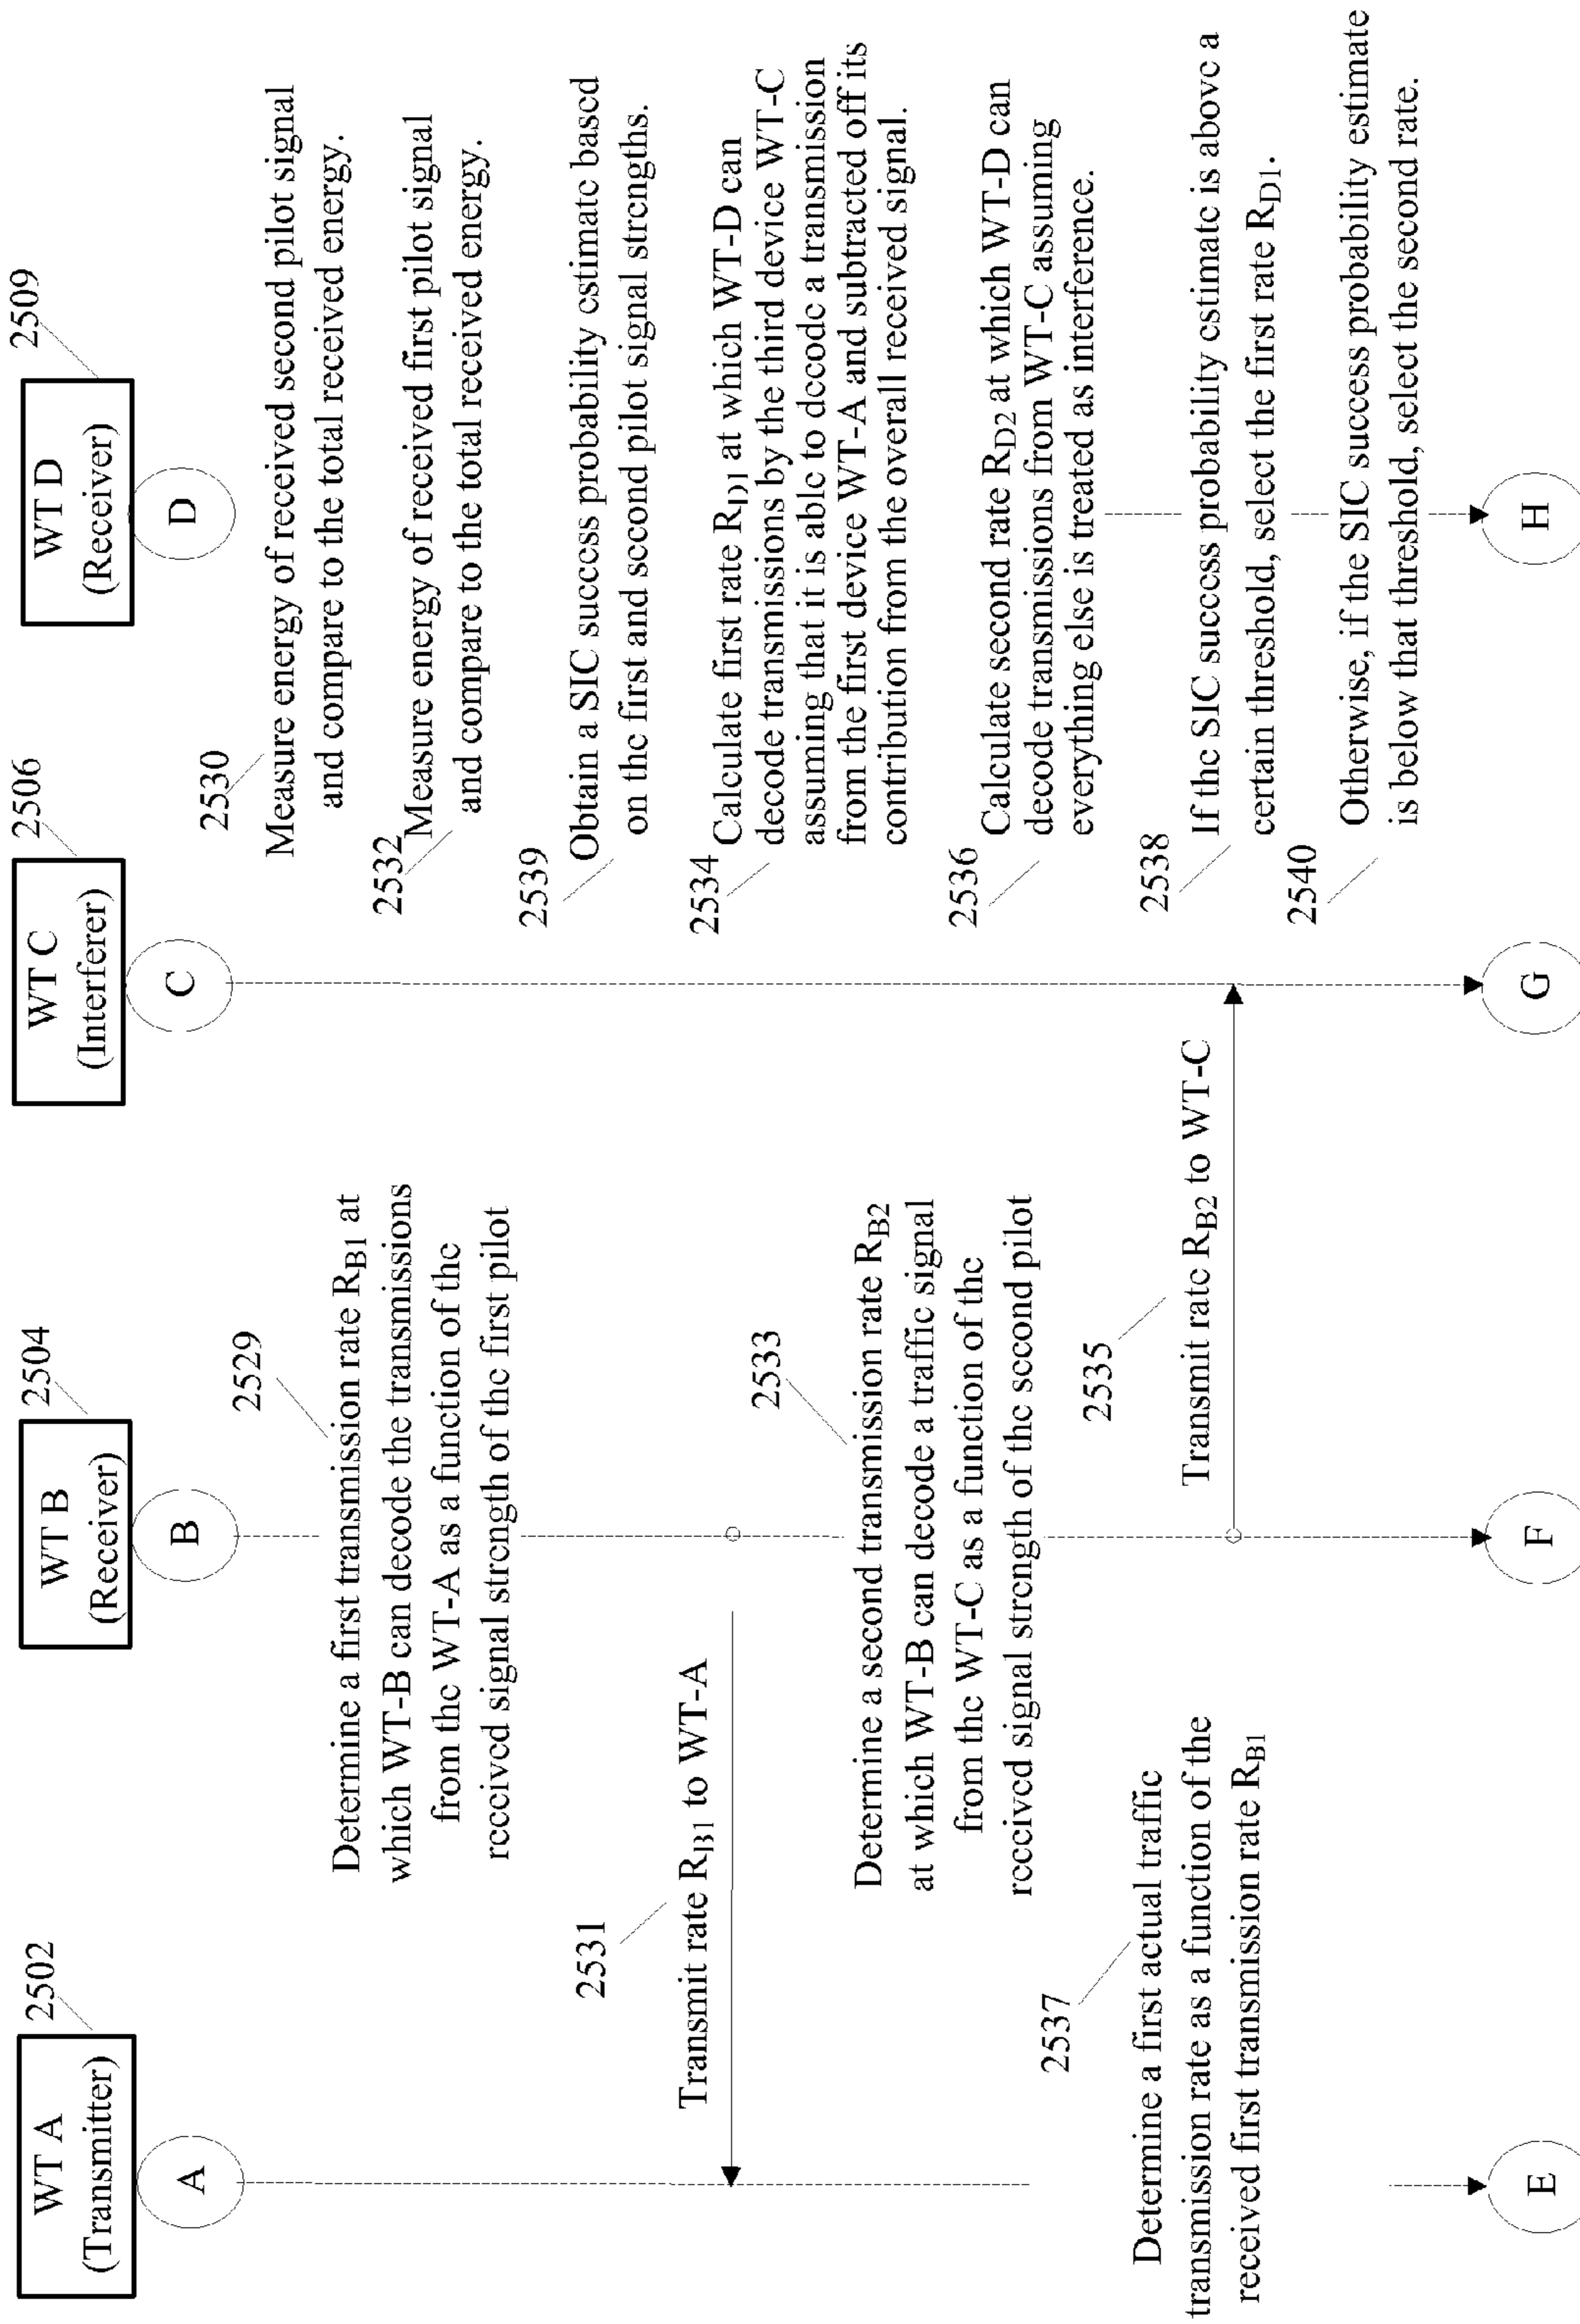 WT A
(Transmitter)
2502
WT B
(Receiver)
2504
WT C
(Interferer)
2506
WT D
(Receiver)
2509
A
B
C
D
2529
Determine a first transmission rate RB1 at
which WT-B can decode the transmissions
from the WT-A as a function of the
received signal strength of the first pilot
2531
Transmit rate RB1 to WT-A
2533
Determine a second transmission rate RB2
at which WT-B can decode a traffic signal
from the WT-C as a function of the
received signal strength of the second pilot
2535
Transmit rate RB2 to WT-C
2537
Determine a first actual traffic
transmission rate as a function of the
received first transmission rate RB1
2530
Measure energy of received second pilot signal
and compare to the total received energy.
2532
Measure energy of received first pilot signal
and compare to the total received energy.
2539
Obtain a SIC success probability estimate based
on the first and second pilot signal strengths.
2534
Calculate first rate RD1 at which WT-D can
decode transmissions by the third device WT-C
assuming that it is able to decode a transmission
from the first device WT-A and subtracted off its
contribution from the overall received signal.
2536
Calculate second rate RD2 at which WT-D can
decode transmissions from WT-C assuming
everything else is treated as interference.
2538
If the SIC success probability estimate is above a
certain threshold, select the first rate RD1.
2540
Otherwise, if the SIC success probability estimate
is below that threshold, select the second rate.
E
F
G
H